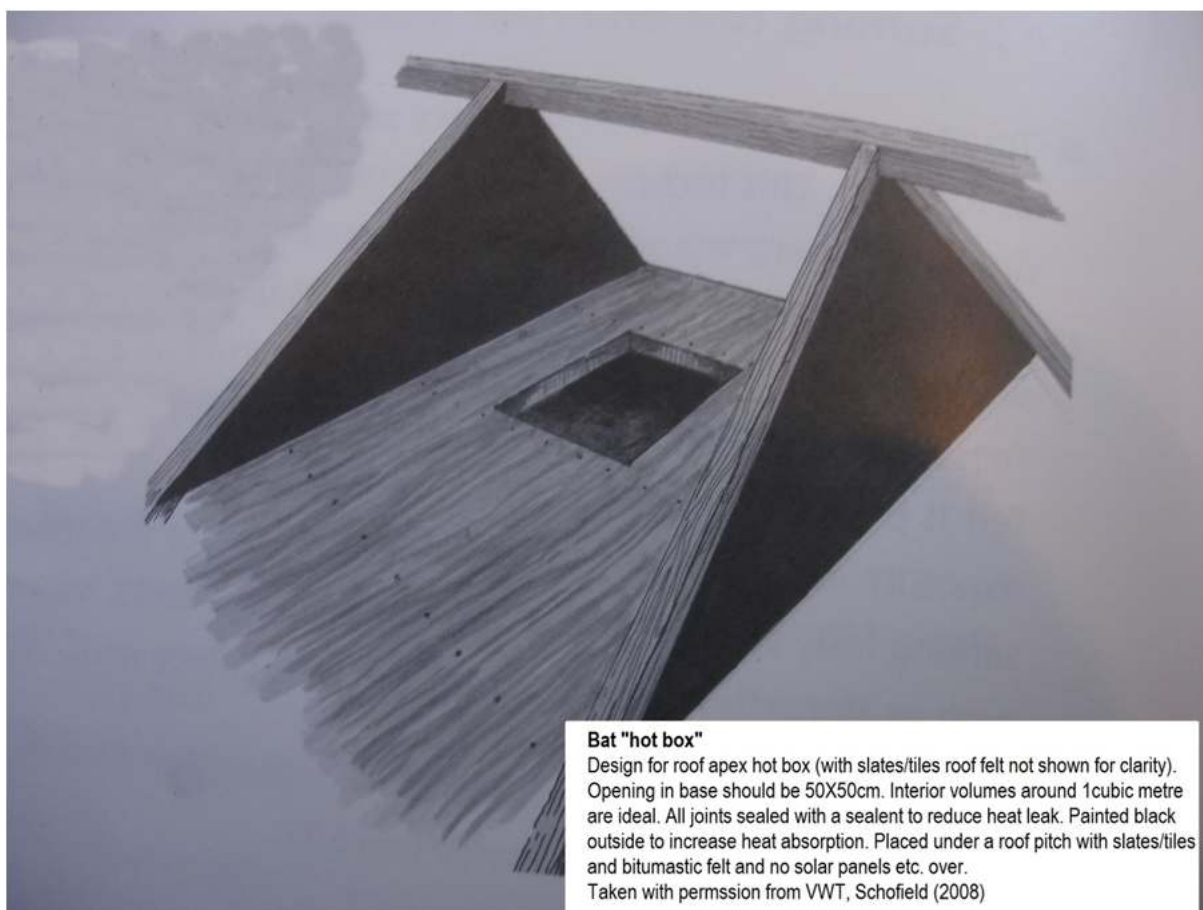 Bat "hot box"
Design for roof apex hot box (with slates/tiles roof felt not shown for clarity).
Opening in base should be 50X50cm. Interior volumes around 1cubic metre
are ideal. All joints sealed with a sealent to reduce heat leak. Painted black
outside to increase heat absorption. Placed under a roof pitch with slates/tiles
and bitumastic felt and no solar panels etc. over.
Taken with permssion from VWT, Schofield (2008)